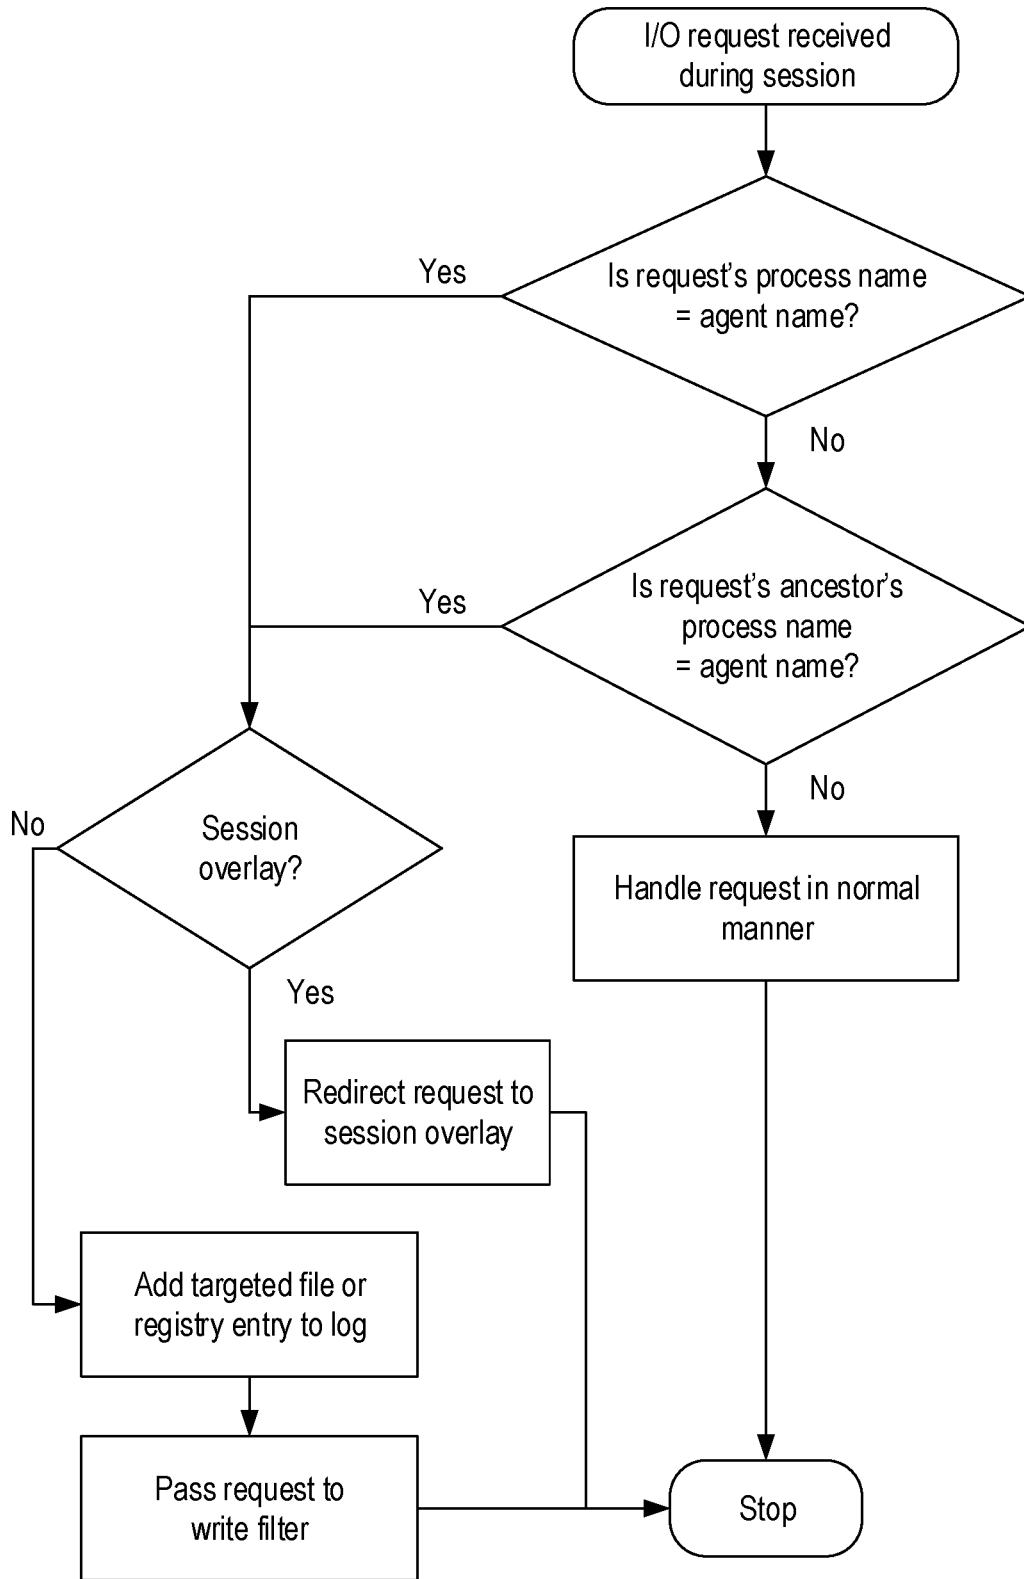 I/O request received
during session
Yes
Is request’s process name
= agent name?
No
Yes
Is request’s ancestor’s
process name
= agent name?
No
No
Session
overlay?
Handle request in normal
manner
Yes
Redirect request to
session overlay
Add targeted file or
registry entry to log
Pass request to
write filter
Stop